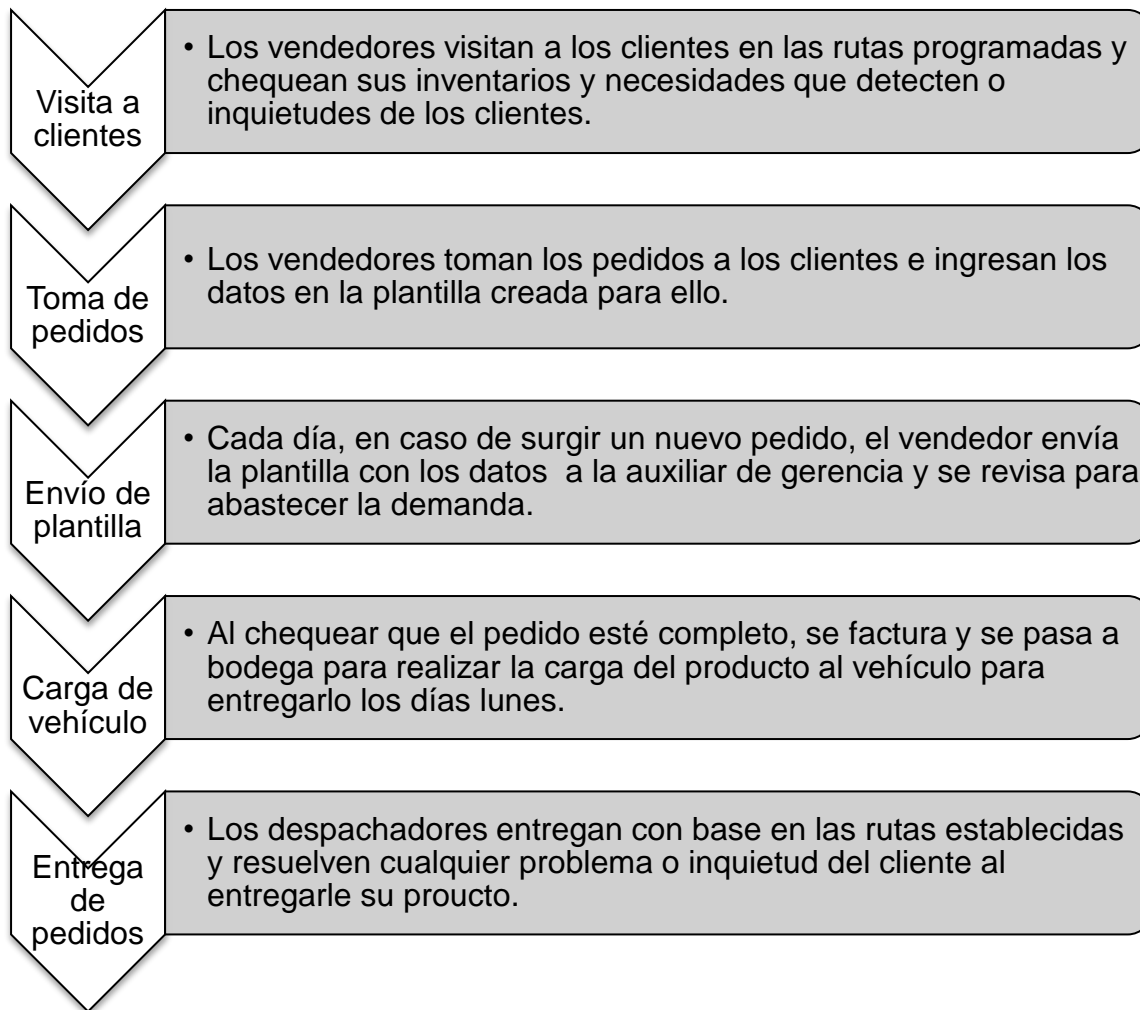 Visita a
clientes
• Los vendedores visitan a los clientes en las rutas programadas y
chequean sus inventarios y necesidades que detecten o
inquietudes de los clientes.
Toma de
pedidos
• Los vendedores toman los pedidos a los clientes e ingresan los
datos en la plantilla creada para ello.
Envío de
plantilla
• Cada día, en caso de surgir un nuevo pedido, el vendedor envía
la plantilla con los datos  a la auxiliar de gerencia y se revisa para
abastecer la demanda.
Carga de
vehículo
• Al chequear que el pedido esté completo, se factura y se pasa a
bodega para realizar la carga del producto al vehículo para
entregarlo los días lunes.
Entrega
de
pedidos
• Los despachadores entregan con base en las rutas establecidas
y resuelven cualquier problema o inquietud del cliente al
entregarle su proucto.